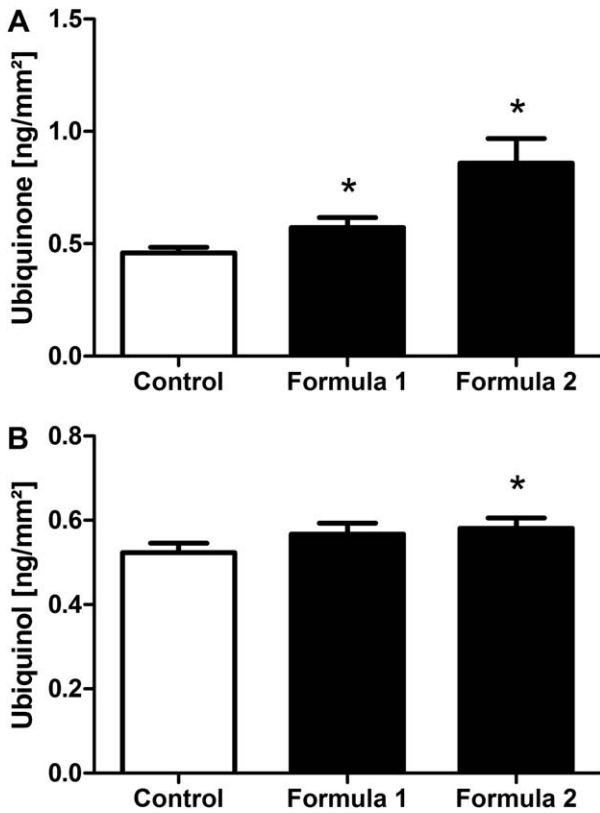 A
Ubiquinone [ng/mm²]
1.5
1.0
0.5
0.0
*
*
Control Formula 1 Formula 2
B
Ubiquinol [ng/mm²]
0.8
0.6
0.4
0.2
0.0
*
Control Formula 1 Formula 2